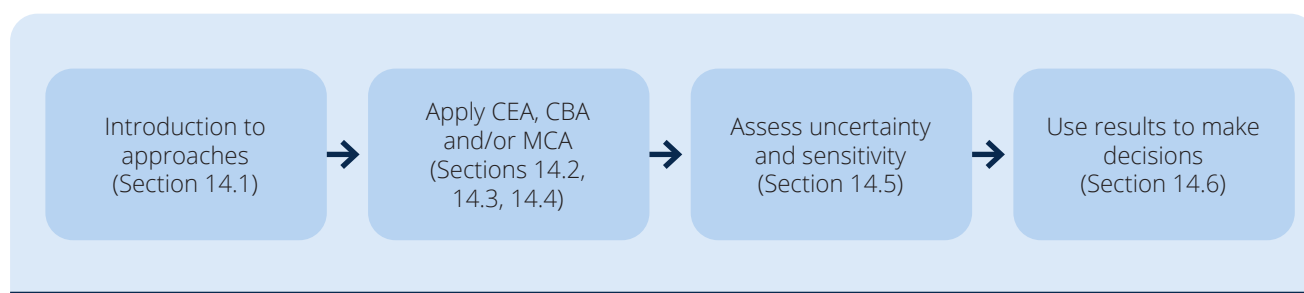 Introduction to
approaches
(Section 14.1)
Apply CEA, CBA
and/or MCA
(Sections 14.2,
14.3, 14.4)
Assess uncertainty
and sensitivity
(Section 14.5)
Use results to make
decisions
(Section 14.6)